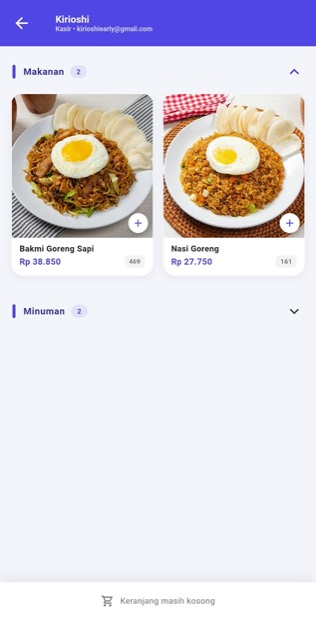 Kirioshi
Kasir • kirioshiearly@gmail.com
Makanan 2
Bakmi Goreng Sapi
Rp 38.850
469
Nasi Goreng
Rp 27.750
161
Minuman 2
Keranjang masih kosong